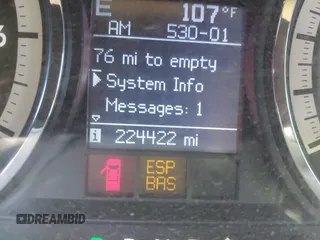 E 107°F
AM 530-01
76 mi to empty
System Info
Messages: 1
i 224422 mi
ESP
BAS
DREAMBID